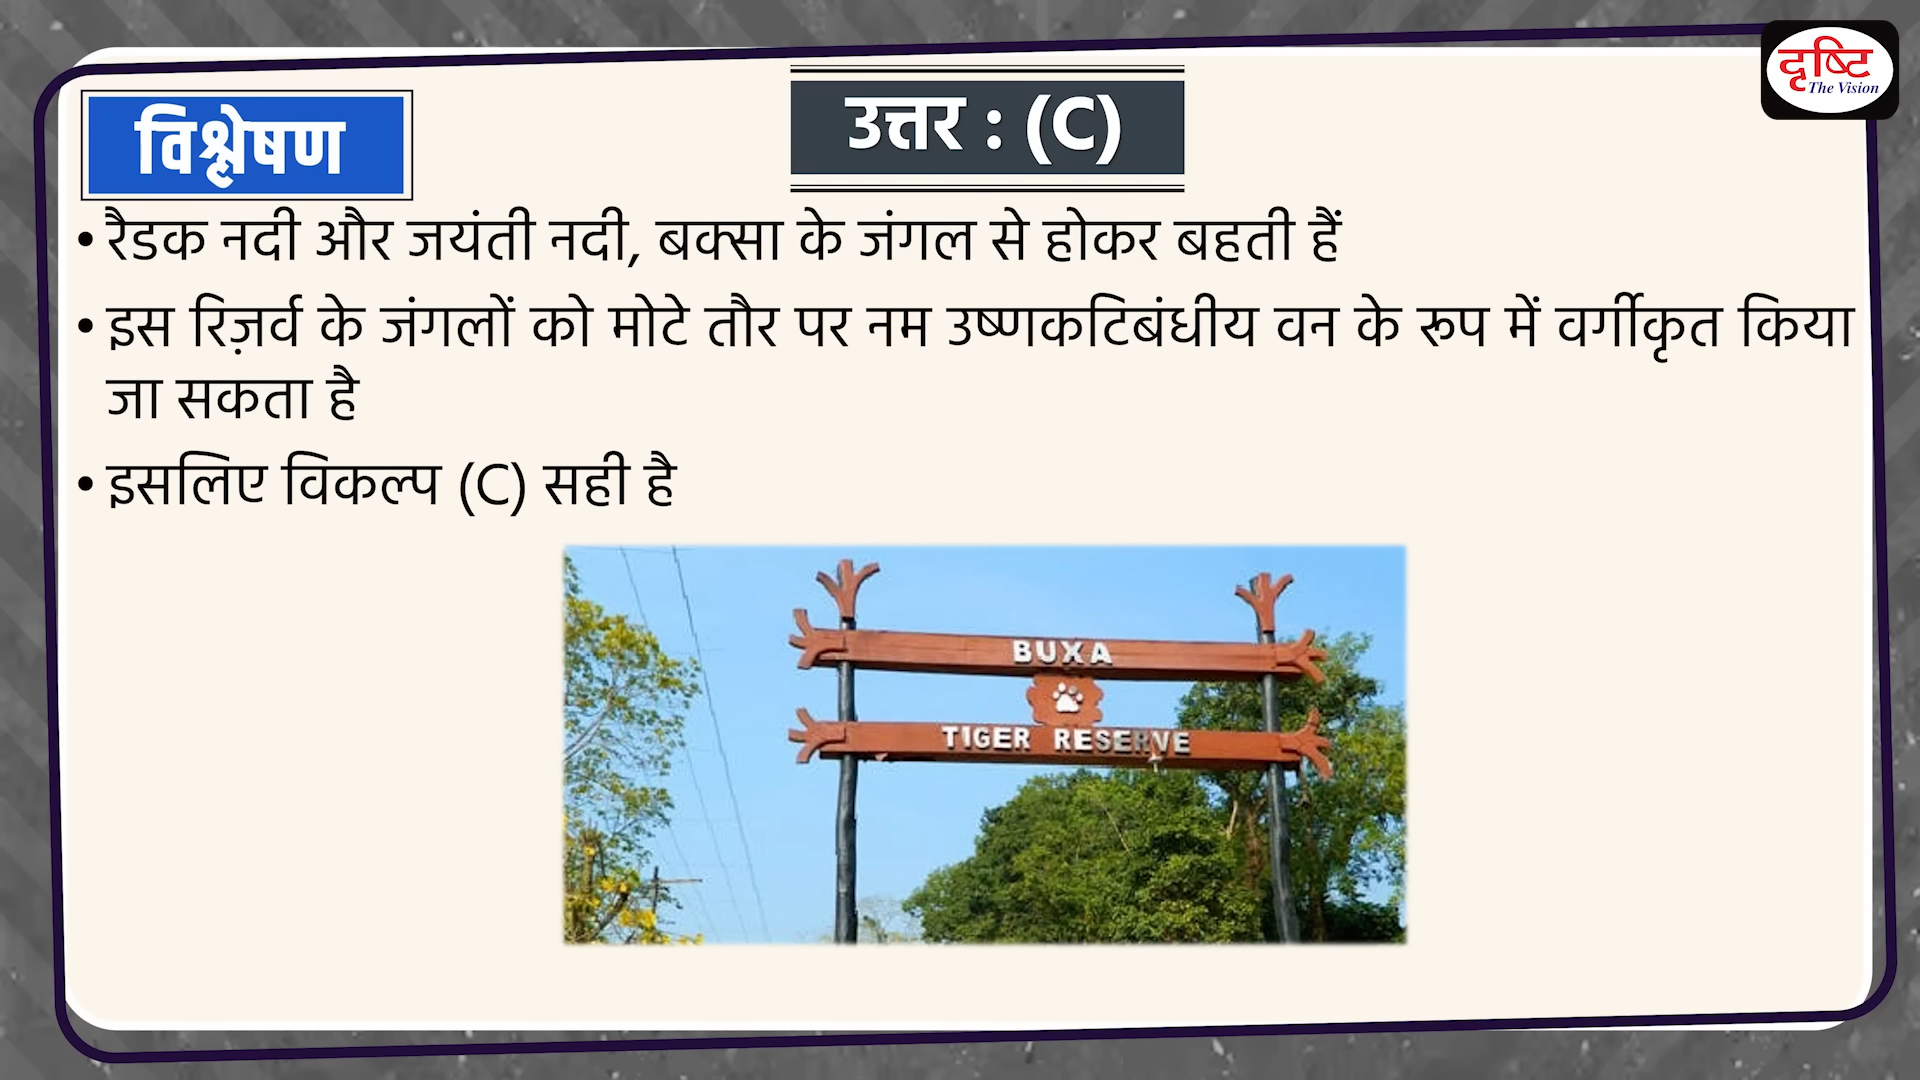 दृष्टि
The Vision
विश्लेषण
उत्तर : (C)
• रैडक नदी और जयंती नदी, बक्सा के जंगल से होकर बहती हैं
• इस रिज़र्व के जंगलों को मोटे तौर पर नम उष्णकटिबंधीय वन के रूप में वर्गीकृत किया
जा सकता है
• इसलिए विकल्प (C) सही है
BUXA
TIGER RESERVE